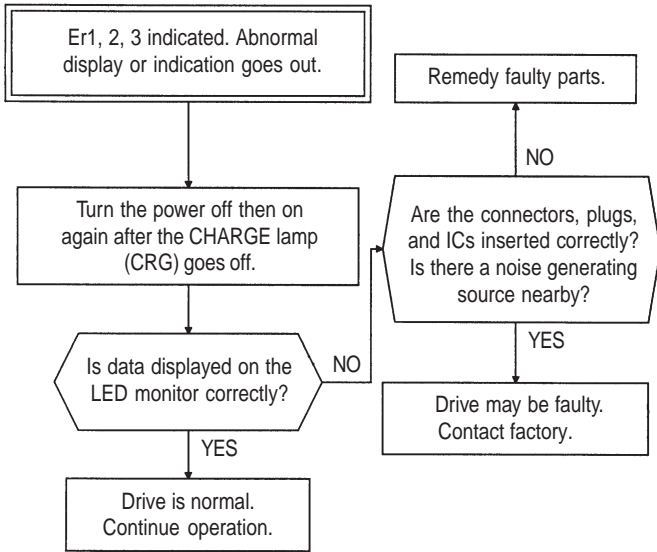 Er1, 2, 3 indicated. Abnormal
display or indication goes out.
Turn the power off then on
again after the CHARGE lamp
(CRG) goes off.
Is data displayed on the
LED monitor correctly?
NO
YES
Drive is normal.
Continue operation.
Remedy faulty parts.
NO
Are the connectors, plugs,
and ICs inserted correctly?
Is there a noise generating
source nearby?
YES
Drive may be faulty.
Contact factory.